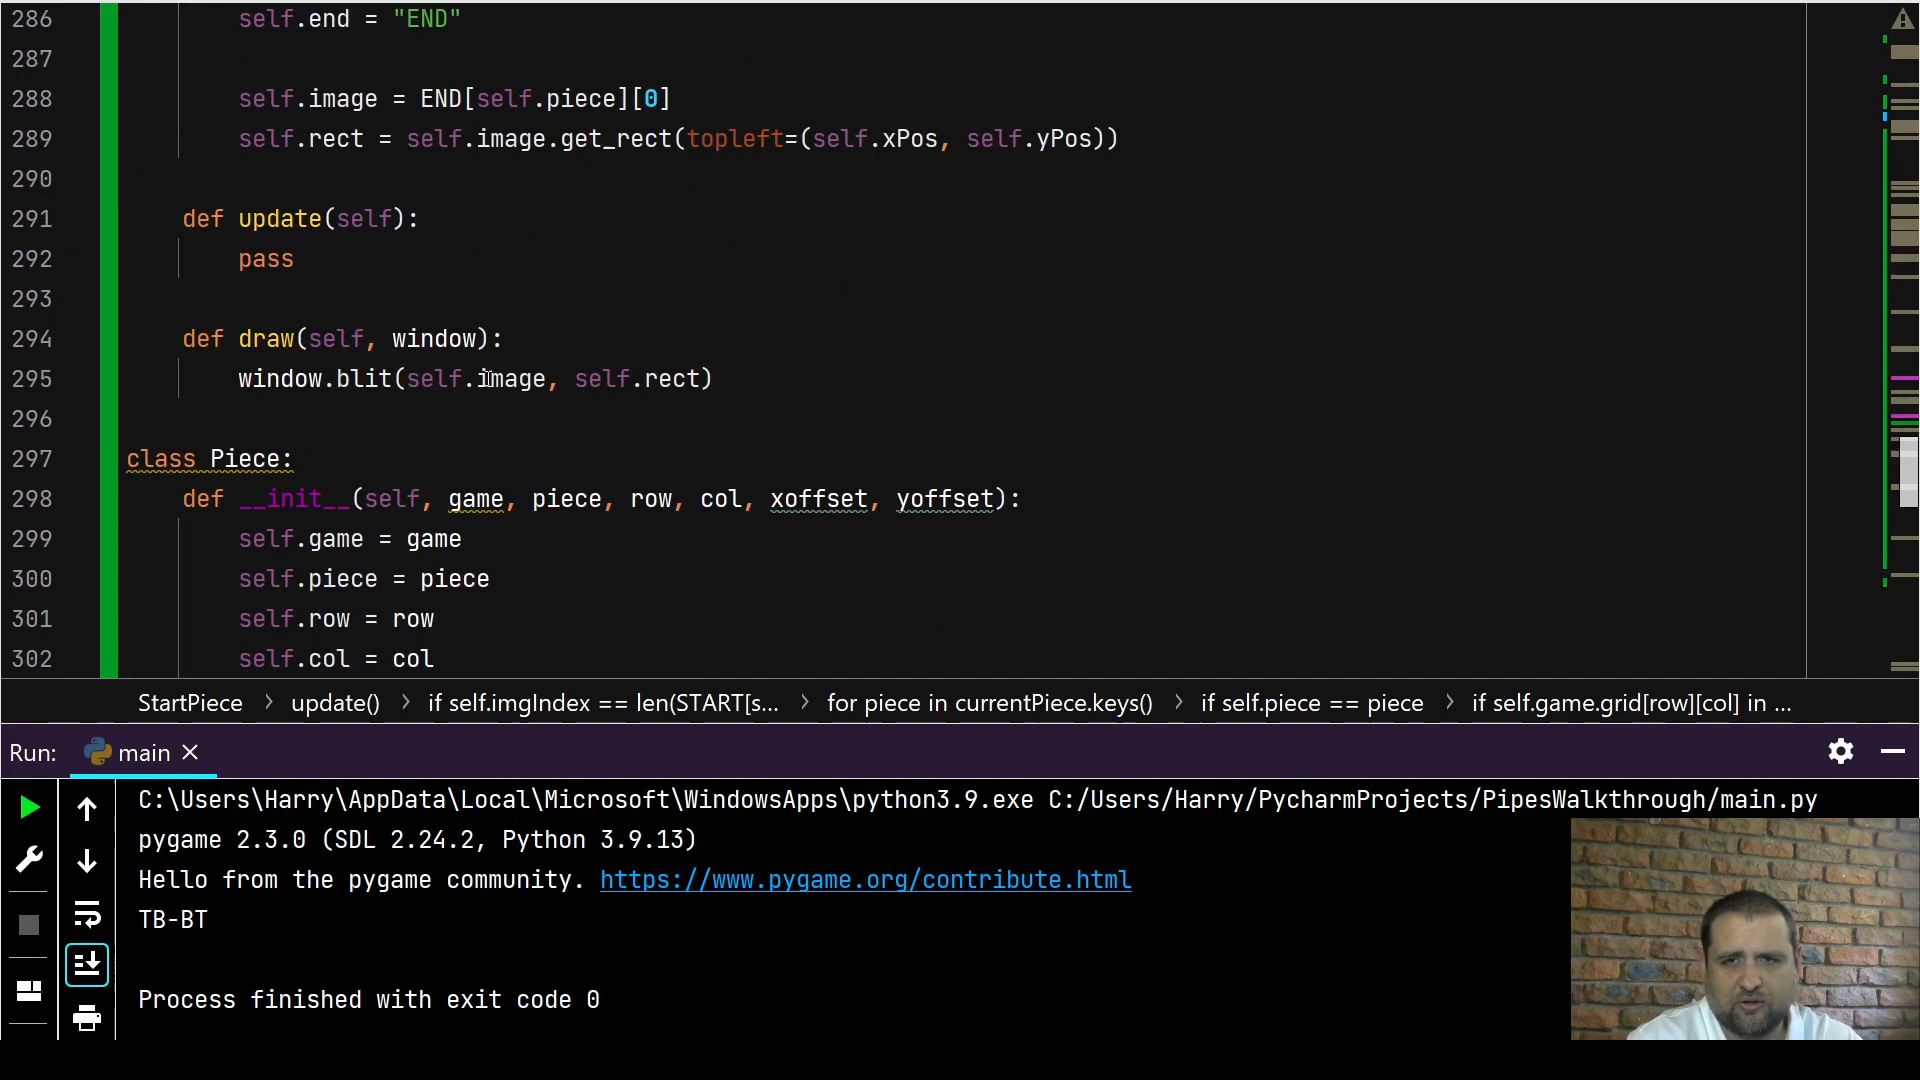 286 self.end = "END"
287
288 self.image = END[self.piece][0]
289 self.rect = self.image.get_rect(topleft=(self.xPos, self.yPos))
290
291 def update(self):
292 pass
293
294 def draw(self, window):
295 window.blit(self.image, self.rect)
296
297 class Piece:
298 def __init__(self, game, piece, row, col, xoffset, yoffset):
299 self.game = game
300 self.piece = piece
301 self.row = row
302 self.col = col
StartPiece > update() > if self.imgIndex == len(START[s... > for piece in currentPiece.keys() > if self.piece == piece > if self.game.grid[row][col] in ...
Run: main
C:\Users\Harry\AppData\Local\Microsoft\WindowsApps\python3.9.exe C:/Users/Harry/PycharmProjects/PipesWalkthrough/main.py
pygame 2.3.0 (SDL 2.24.2, Python 3.9.13)
Hello from the pygame community. https://www.pygame.org/contribute.html
TB-BT
Process finished with exit code 0